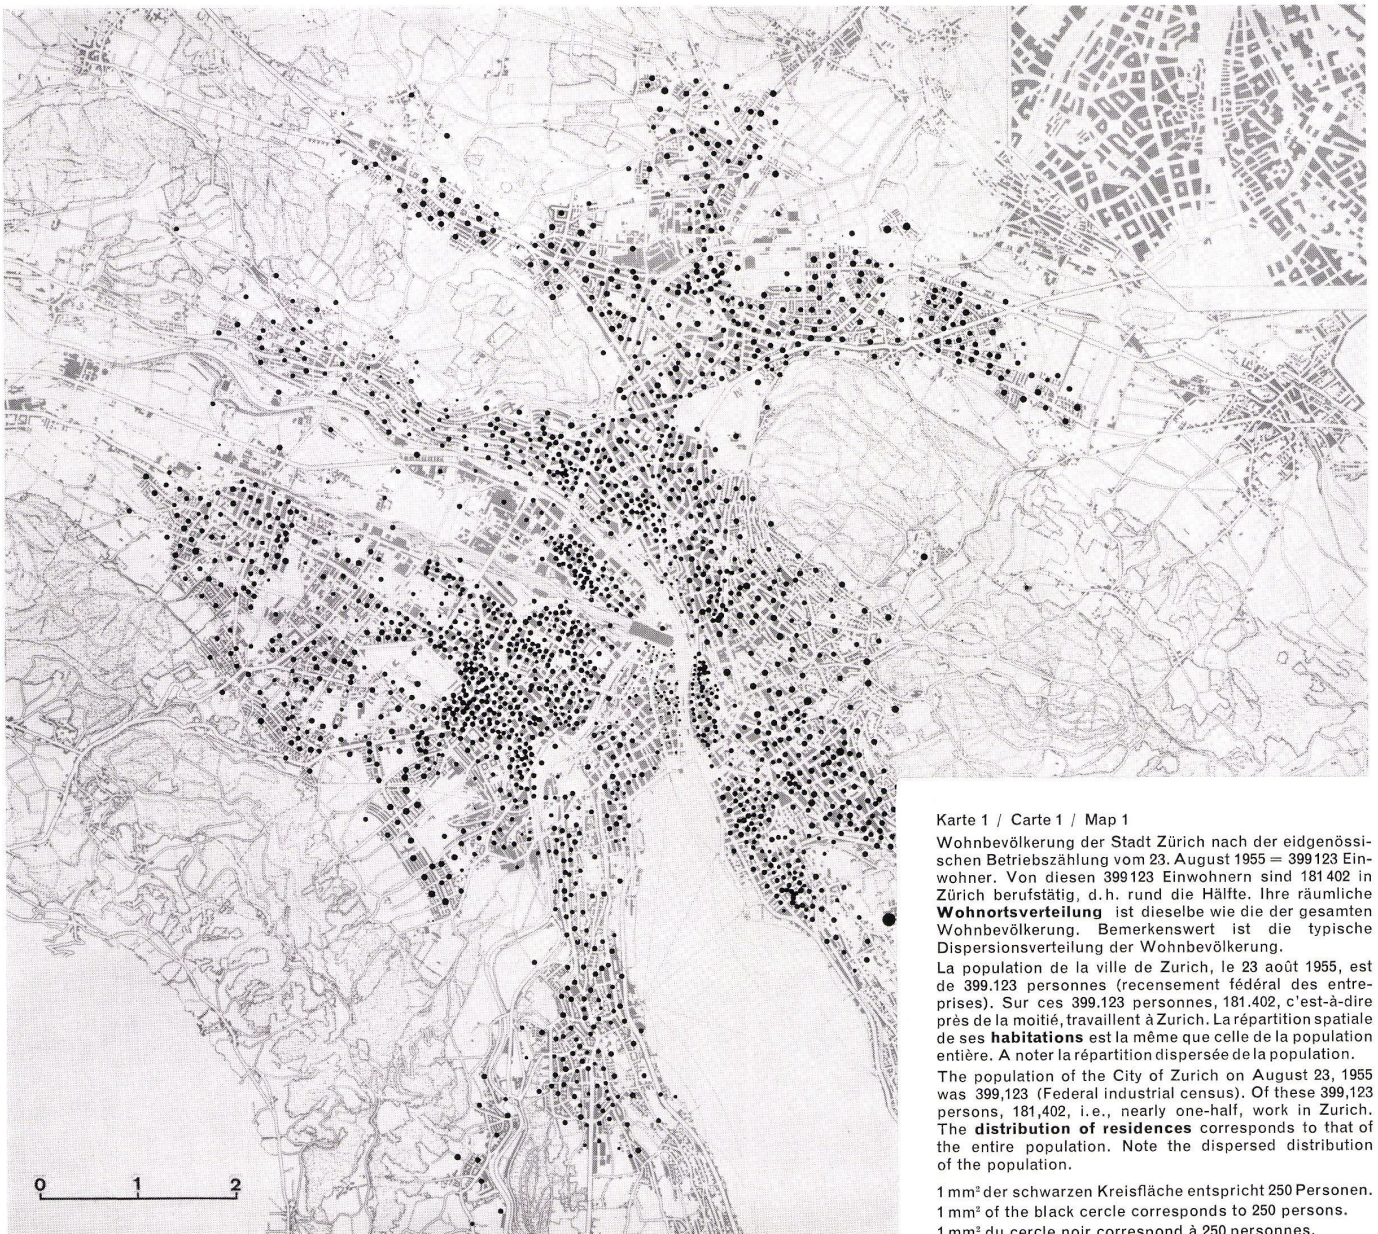 Karte 1 / Carte 1 / Map 1
Wohnbevölkerung der Stadt Zürich nach der eidgenössi-
schen Betriebszählung vom 23. August 1955 = 399123 Ein-
wohner. Von diesen 399123 Einwohnern sind 181402 in
Zürich berufstätig, d.h. rund die Hälfte. Ihre räumliche
Wohnortsverteilung ist dieselbe wie die der gesamten
Wohnbevölkerung. Bemerkenswert ist die typische
Dispersionsverteilung der Wohnbevölkerung.
La population de la ville de Zurich, le 23 août 1955, est
de 399.123 personnes (recensement fédéral des entre-
prises). Sur ces 399.123 personnes, 181.402, c'est-à-dire
près de la moitié, travaillent à Zurich. La répartition spatiale
de ses habitations est la même que celle de la population
entière. A noter la répartition dispersée de la population.
The population of the City of Zurich on August 23, 1955
was 399,123 (Federal industrial census). Of these 399,123
persons, 181,402, i.e., nearly one-half, work in Zurich.
The distribution of residences corresponds to that of
the entire population. Note the dispersed distribution
of the population.
1 mm² der schwarzen Kreisfläche entspricht 250 Personen.
1 mm² of the black cercle corresponds to 250 persons.
1 mm² du cercle noir correspond à 250 personnes.
0 1 2